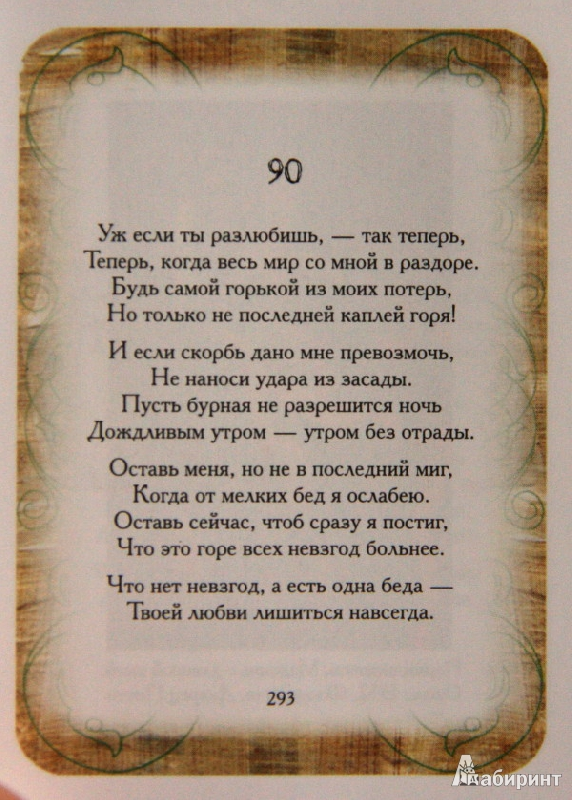 90
Уж если ты разлюбишь, — так теперь,
Теперь, когда весь мир со мной в раздоре.
Будь самой горькой из моих потерь,
Но только не последней каплей горя!
И если скорбь дано мне превозмочь,
Не наноси удара из засады.
Пусть бурная не разрешится ночь
Дождливым утром — утром без отрады.
Оставь меня, но не в последний миг,
Когда от мелких бед я ослабею.
Оставь сейчас, чтоб сразу я постиг,
Что это горе всех невзгод больнее.
Что нет невзгод, а есть одна беда —
Твоей любви лишиться навсегда.
293
Лабиринт